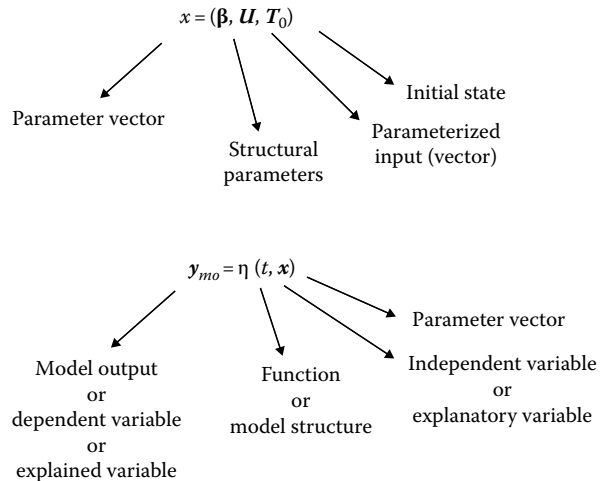 x = (β, U, T₀)
Parameter vector
Structural
parameters
Parameterized
input (vector)
Initial state
yₘₒ = η (t, x)
Model output
or
dependent variable
or
explained variable
Function
or
model structure
Independent variable
or
explanatory variable
Parameter vector